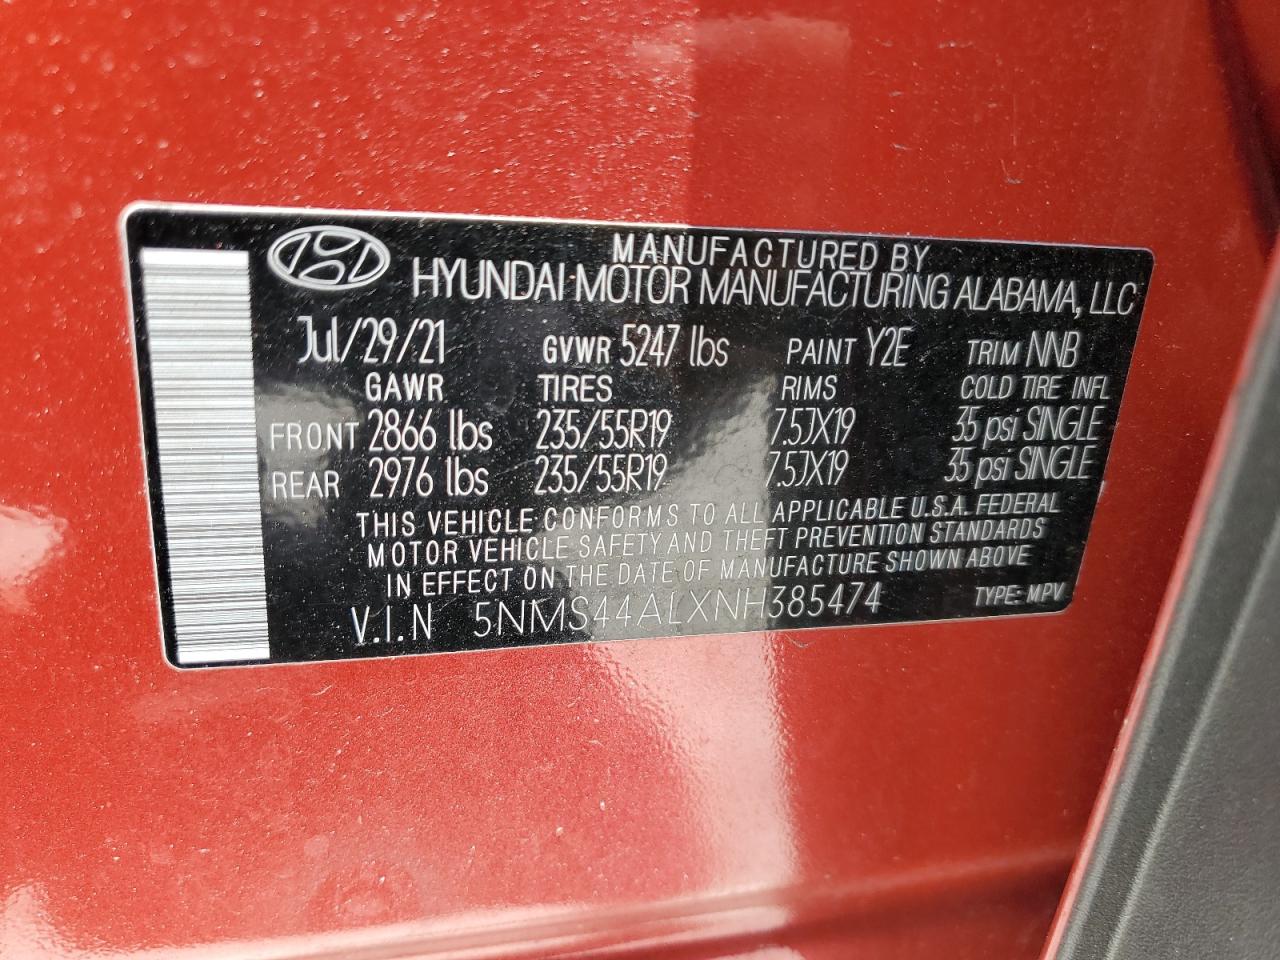 MANUFACTURED BY
HYUNDAI MOTOR MANUFACTURING ALABAMA, LLC
Jul/29/21 GVWR 5247 lbs PAINT Y2E TRIM NNB
GAWR TIRES RIMS COLD TIRE INFL
FRONT 2866 lbs 235/55R19 7.5JX19 35 psi SINGLE
REAR 2976 lbs 235/55R19 7.5JX19 35 psi SINGLE
THIS VEHICLE CONFORMS TO ALL APPLICABLE U.S.A. FEDERAL
MOTOR VEHICLE SAFETY AND THEFT PREVENTION STANDARDS
IN EFFECT ON THE DATE OF MANUFACTURE SHOWN ABOVE
V.I.N 5NMS44ALXNH385474 TYPE: MPV